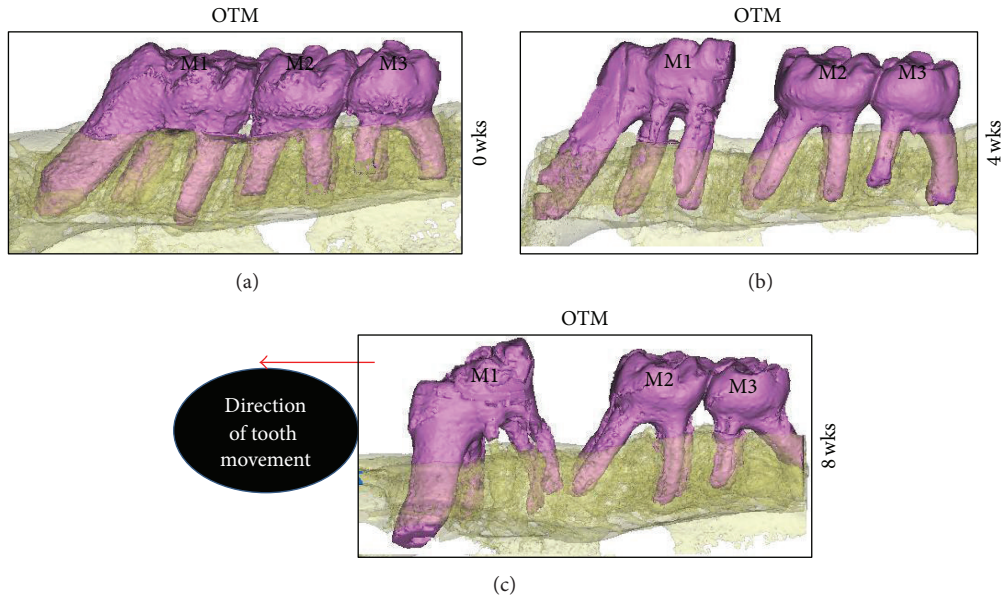 OTM
M1
M2
M3
0 wks
(a)
OTM
M1
M2
M3
4 wks
(b)
OTM
Direction
of tooth
movement
M1
M2
M3
8 wks
(c)